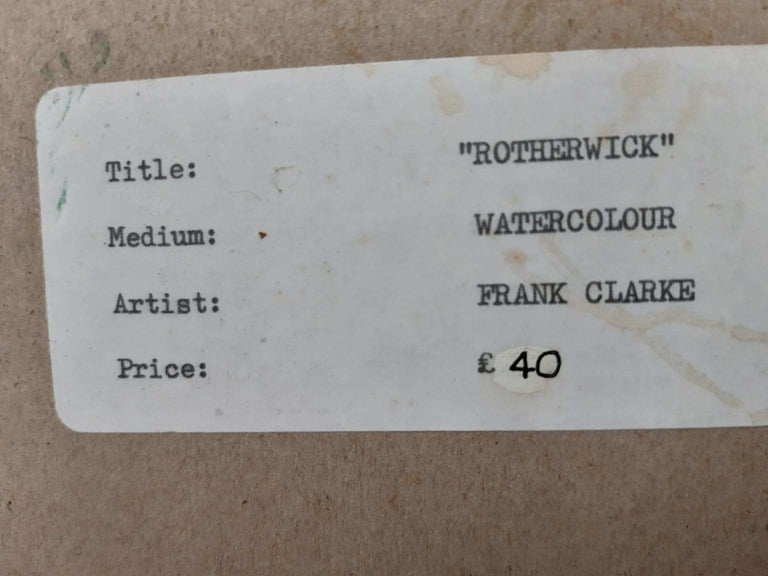 Title: "ROTHERWICK"
Medium: WATERCOLOUR
Artist: FRANK CLARKE
Price: £ 40